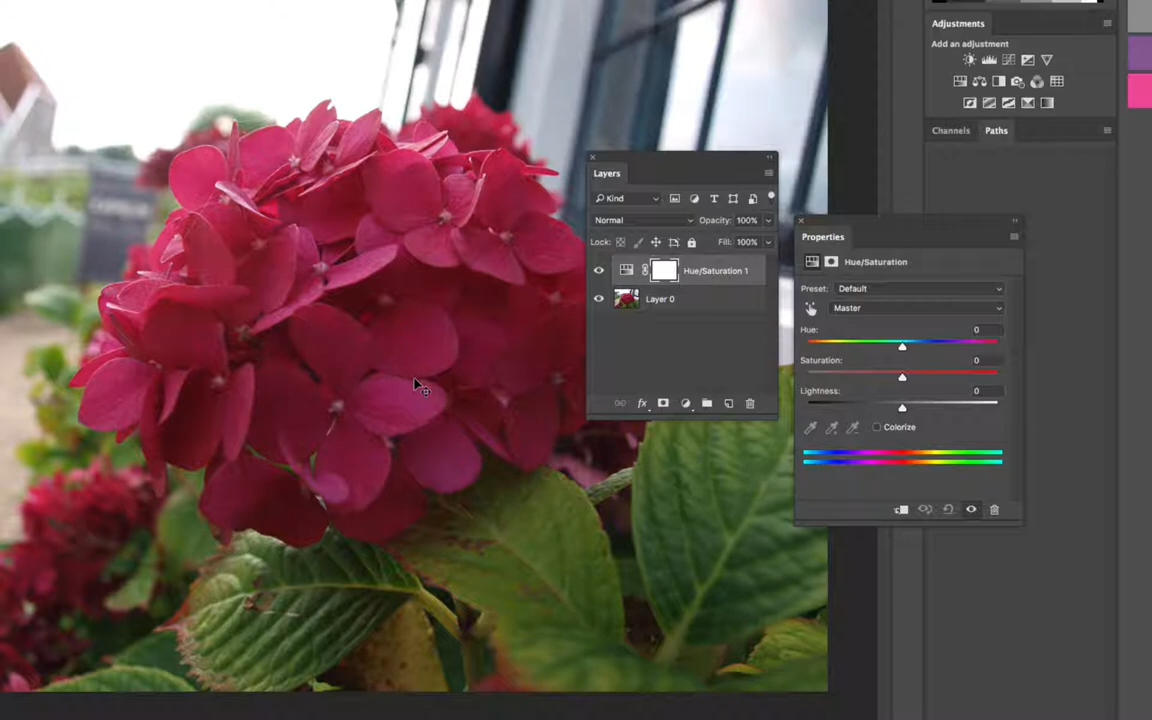 Adjustments
Add an adjustment
Channels Paths
Layers
Kind
Normal Opacity: 100%
Lock: Fill: 100%
Hue/Saturation 1
Layer 0
fx
Properties
Hue/Saturation
Preset: Default
Master
Hue: 0
Saturation: 0
Lightness: 0
Colorize